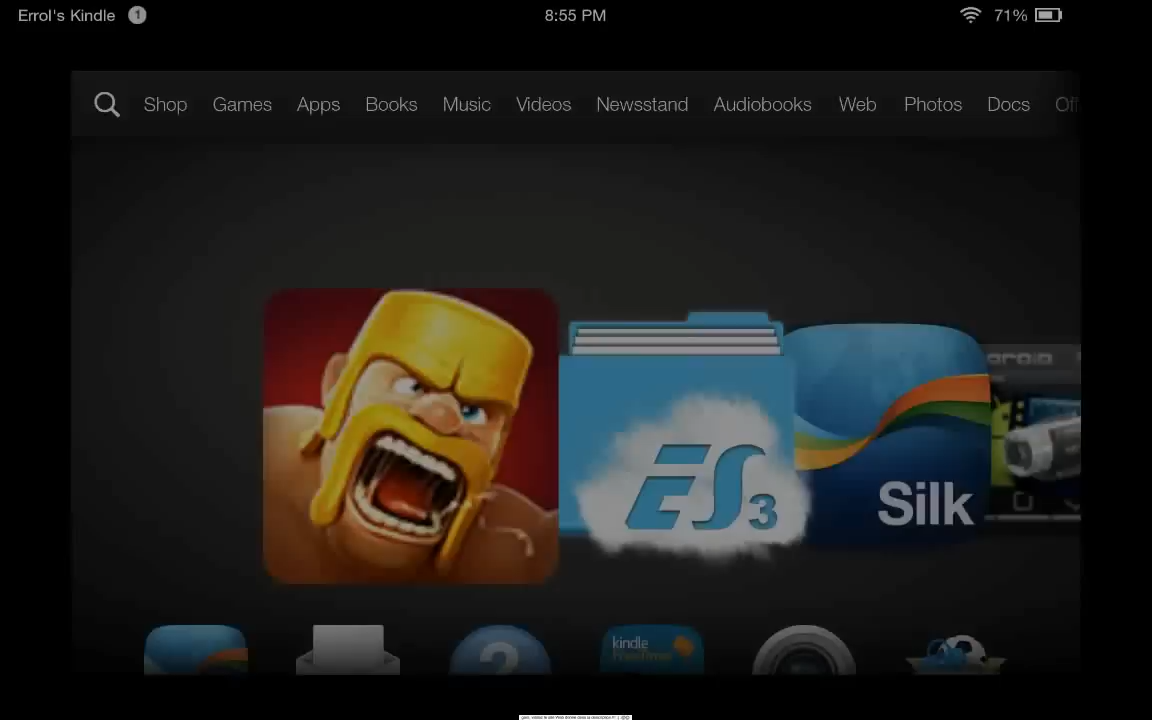 Errol's Kindle 1 8:55 PM 71%
Shop Games Apps Books Music Videos Newsstand Audiobooks Web Photos Docs
ES3
Silk
kindle
?